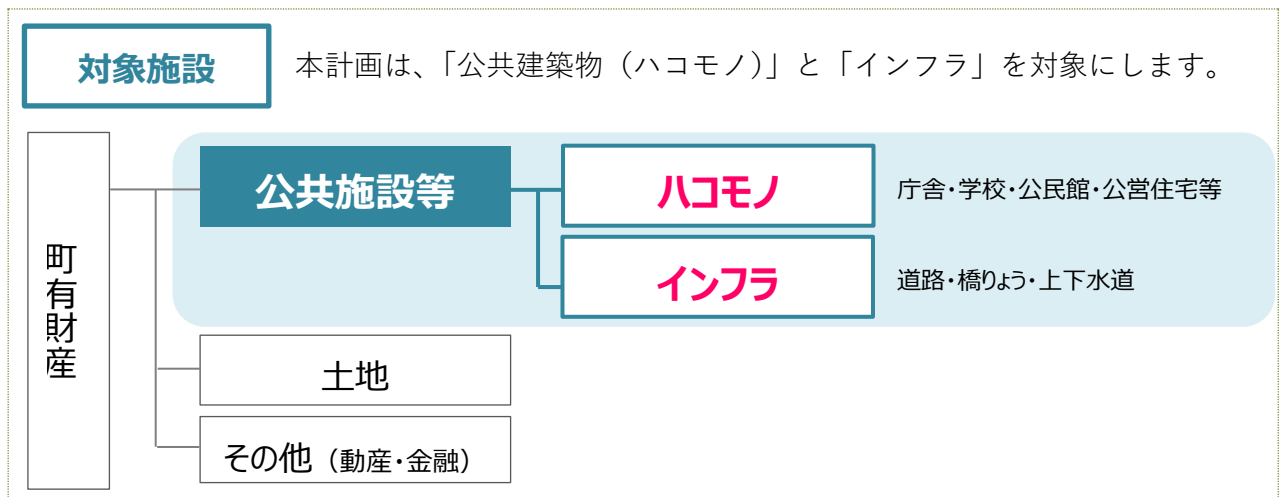 対象施設
本計画は、「公共建築物（ハコモノ）」と「インフラ」を対象にします。
町有財産
公共施設等
ハコモノ
庁舎・学校・公民館・公営住宅等
インフラ
道路・橋りょう・上下水道
土地
その他（動産・金融）